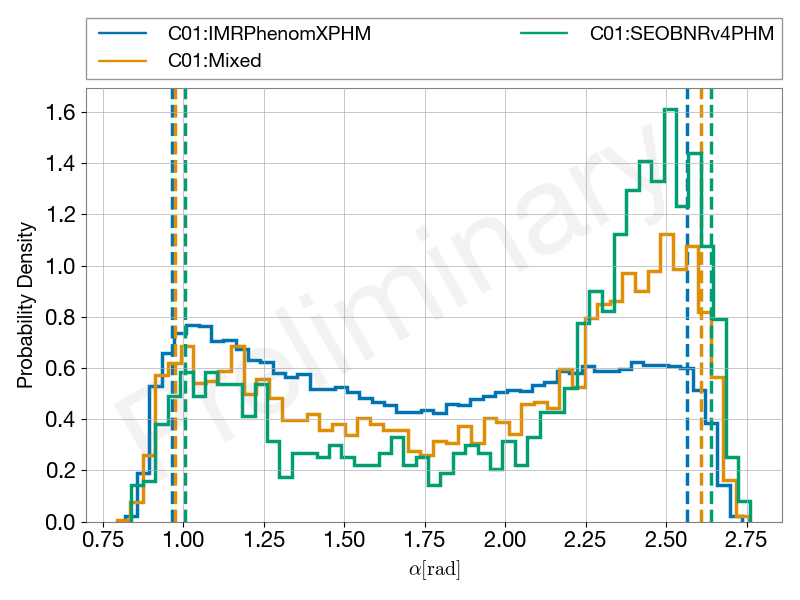 C01:IMRPhenomXPHM
C01:Mixed
C01:SEOBNRv4PHM
Preliminary
Probability Density
1.6
1.4
1.2
1.0
0.8
0.6
0.4
0.2
0.0
0.75 1.00 1.25 1.50 1.75 2.00 2.25 2.50 2.75
α[rad]